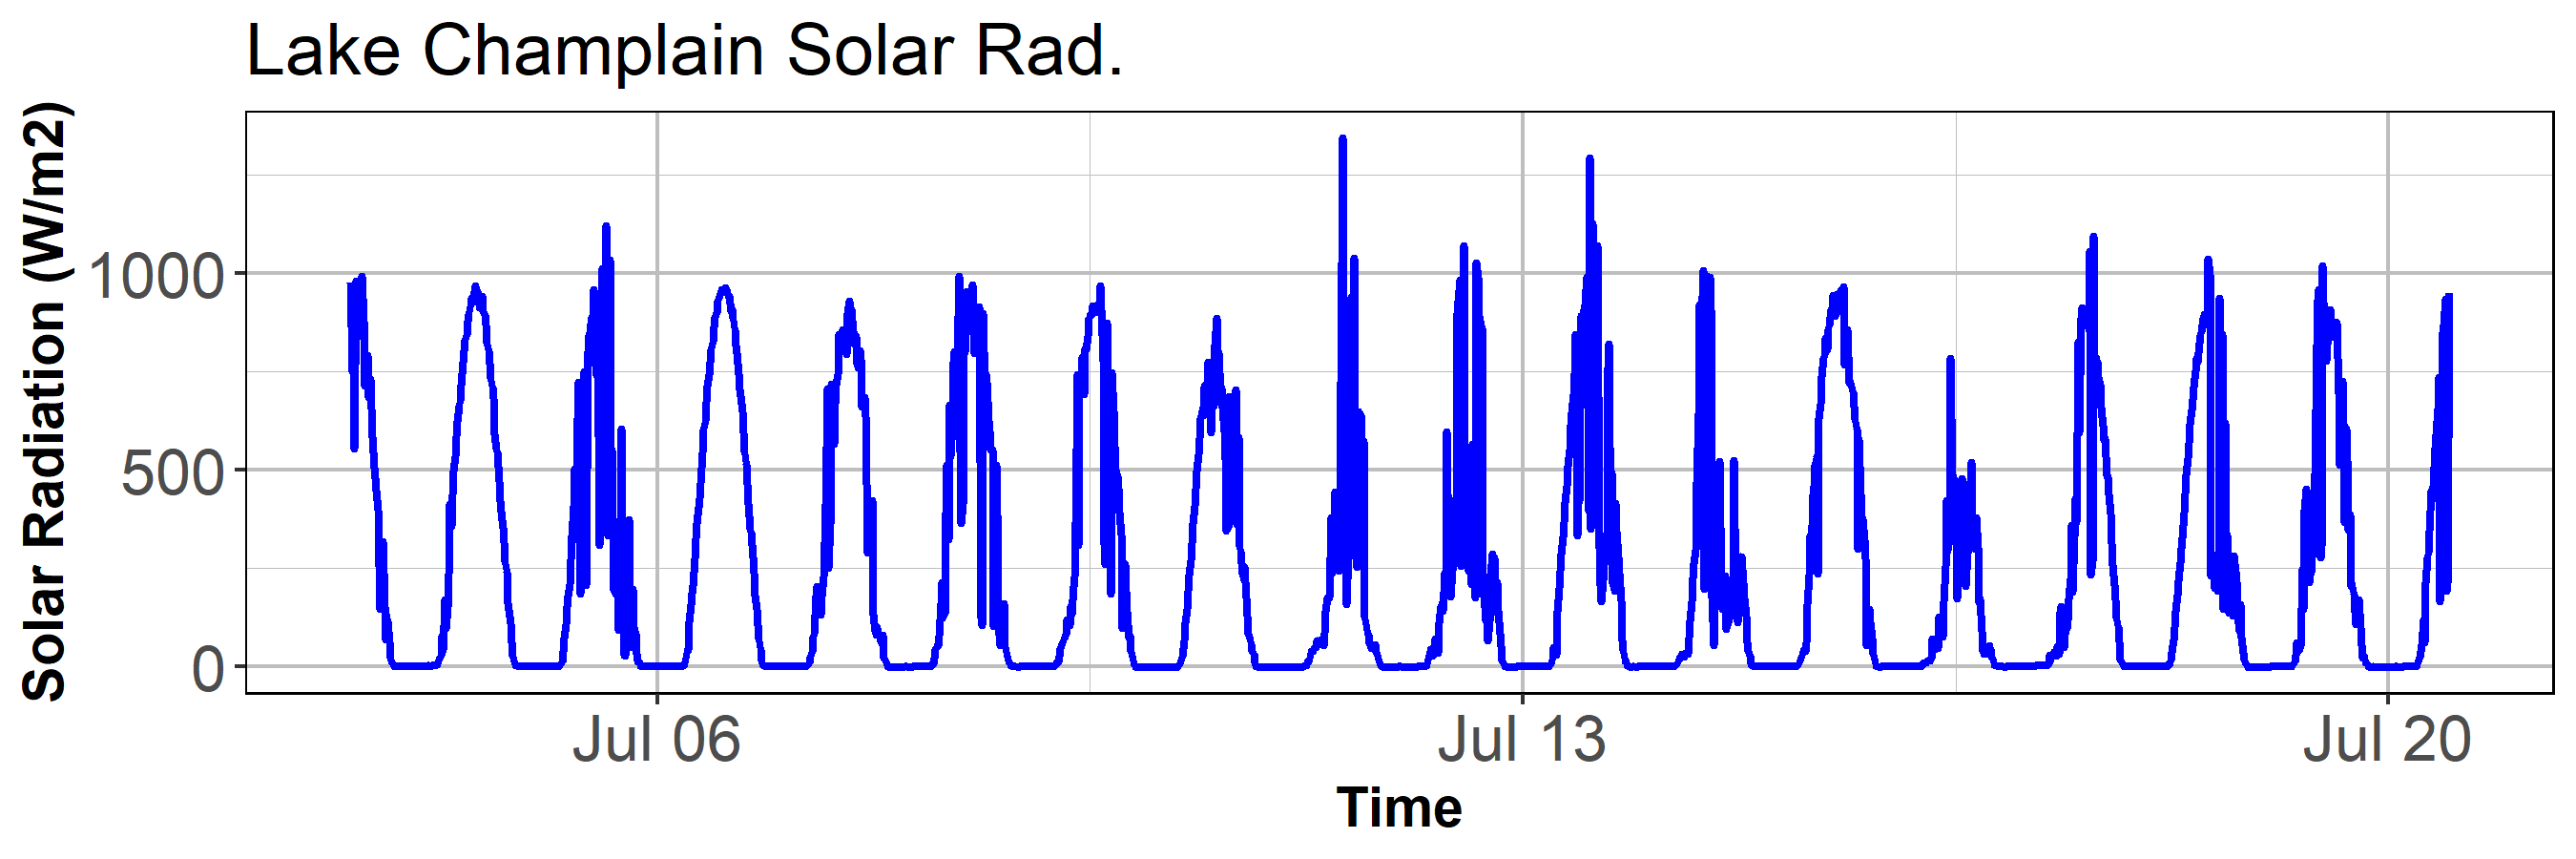 Lake Champlain Solar Rad.
Solar Radiation (W/m2)
1000
500
0
Jul 06 Jul 13 Jul 20
Time